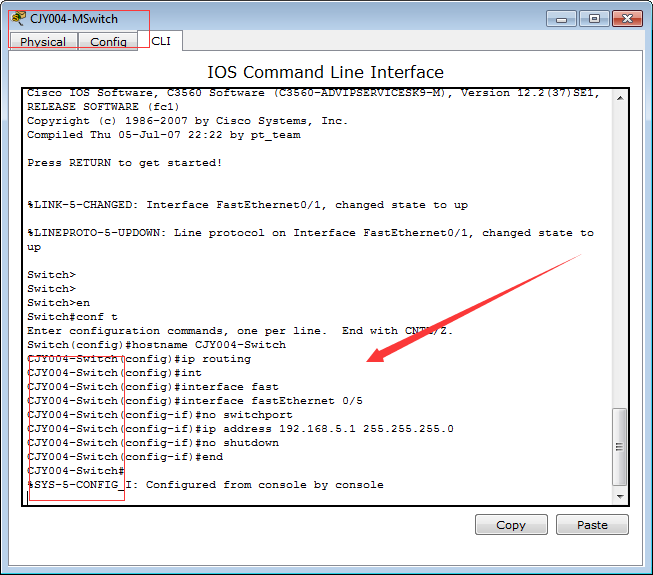 CJY004-MSwitch
Physical Config CLI
IOS Command Line Interface
Cisco IOS Software, C3560 Software (C3560-ADVIPSERVICESK9-M), Version 12.2(37)SE1,
RELEASE SOFTWARE (fc1)
Copyright (c) 1986-2007 by Cisco Systems, Inc.
Compiled Thu 05-Jul-07 22:22 by pt_team
Press RETURN to get started!
%LINK-5-CHANGED: Interface FastEthernet0/1, changed state to up
%LINEPROTO-5-UPDOWN: Line protocol on Interface FastEthernet0/1, changed state to
up
Switch>
Switch>
Switch>en
Switch#conf t
Enter configuration commands, one per line.  End with CNTL/Z.
Switch(config)#hostname CJY004-Switch
CJY004-Switch(config)#ip routing
CJY004-Switch(config)#int
CJY004-Switch(config)#interface fast
CJY004-Switch(config)#interface fastEthernet 0/5
CJY004-Switch(config-if)#no switchport
CJY004-Switch(config-if)#ip address 192.168.5.1 255.255.255.0
CJY004-Switch(config-if)#no shutdown
CJY004-Switch(config-if)#end
CJY004-Switch#
%SYS-5-CONFIG_I: Configured from console by console
Copy Paste